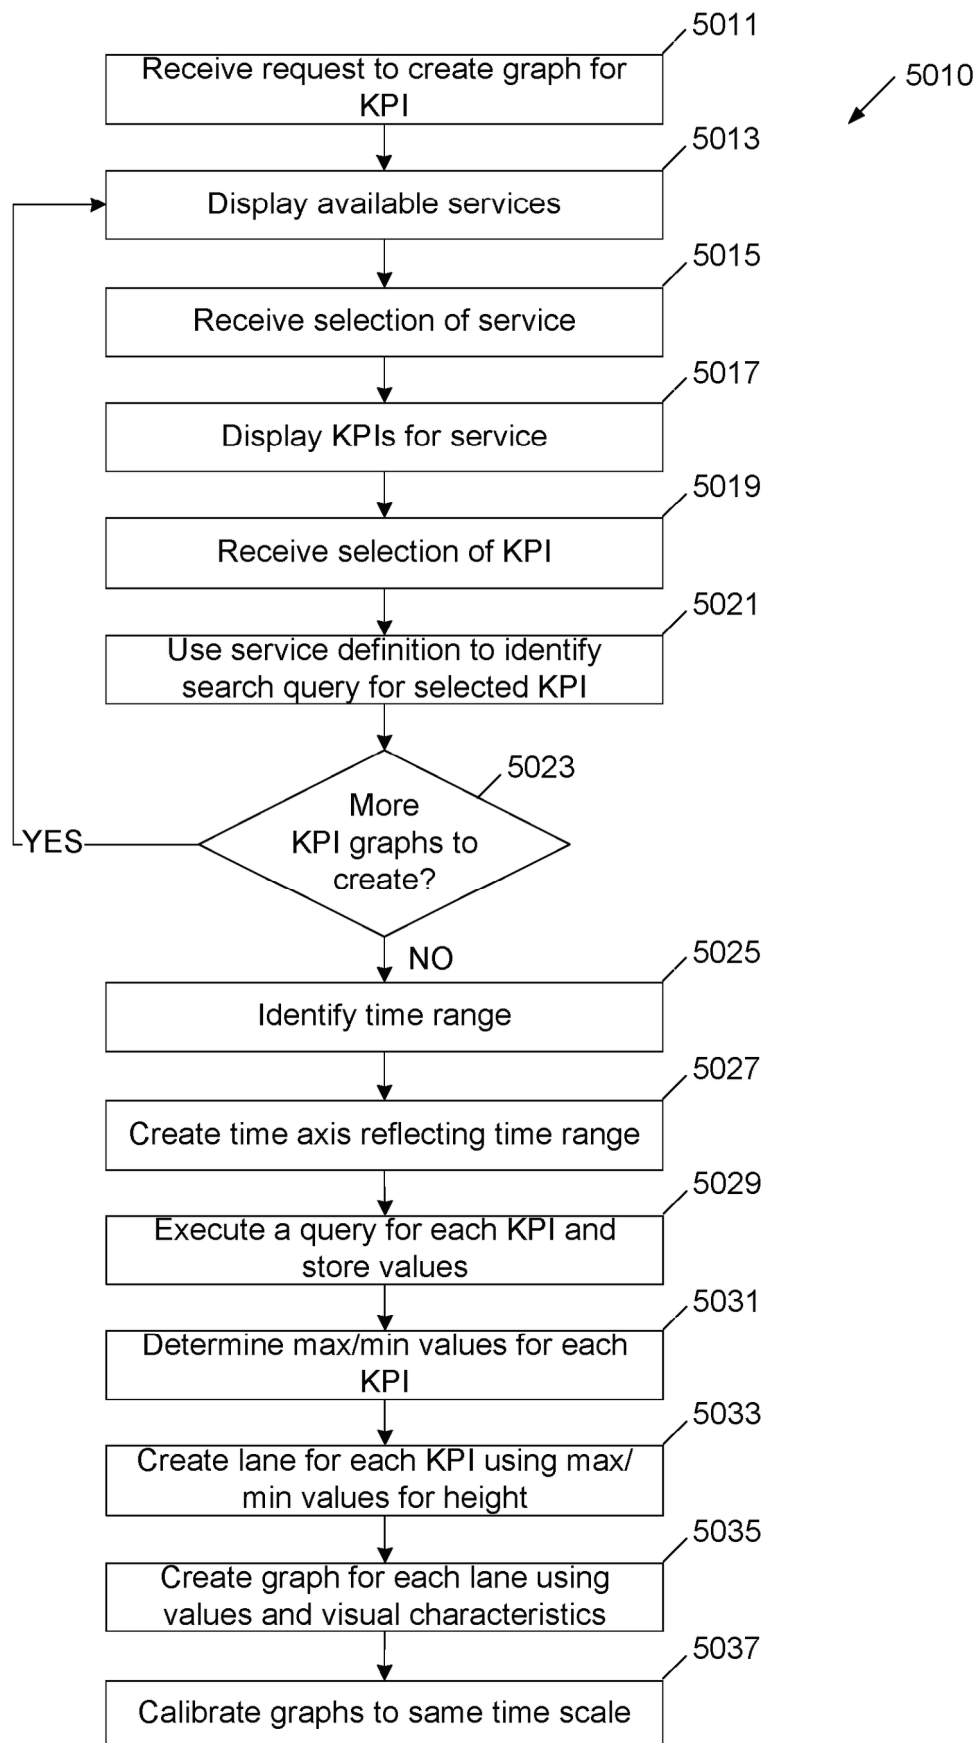 5011
Receive request to create graph for
KPI
5010
5013
Display available services
5015
Receive selection of service
5017
Display KPIs for service
5019
Receive selection of KPI
5021
Use service definition to identify
search query for selected KPI
5023
More
KPI graphs to
create?
YES
NO
5025
Identify time range
5027
Create time axis reflecting time range
5029
Execute a query for each KPI and
store values
5031
Determine max/min values for each
KPI
5033
Create lane for each KPI using max/
min values for height
5035
Create graph for each lane using
values and visual characteristics
5037
Calibrate graphs to same time scale